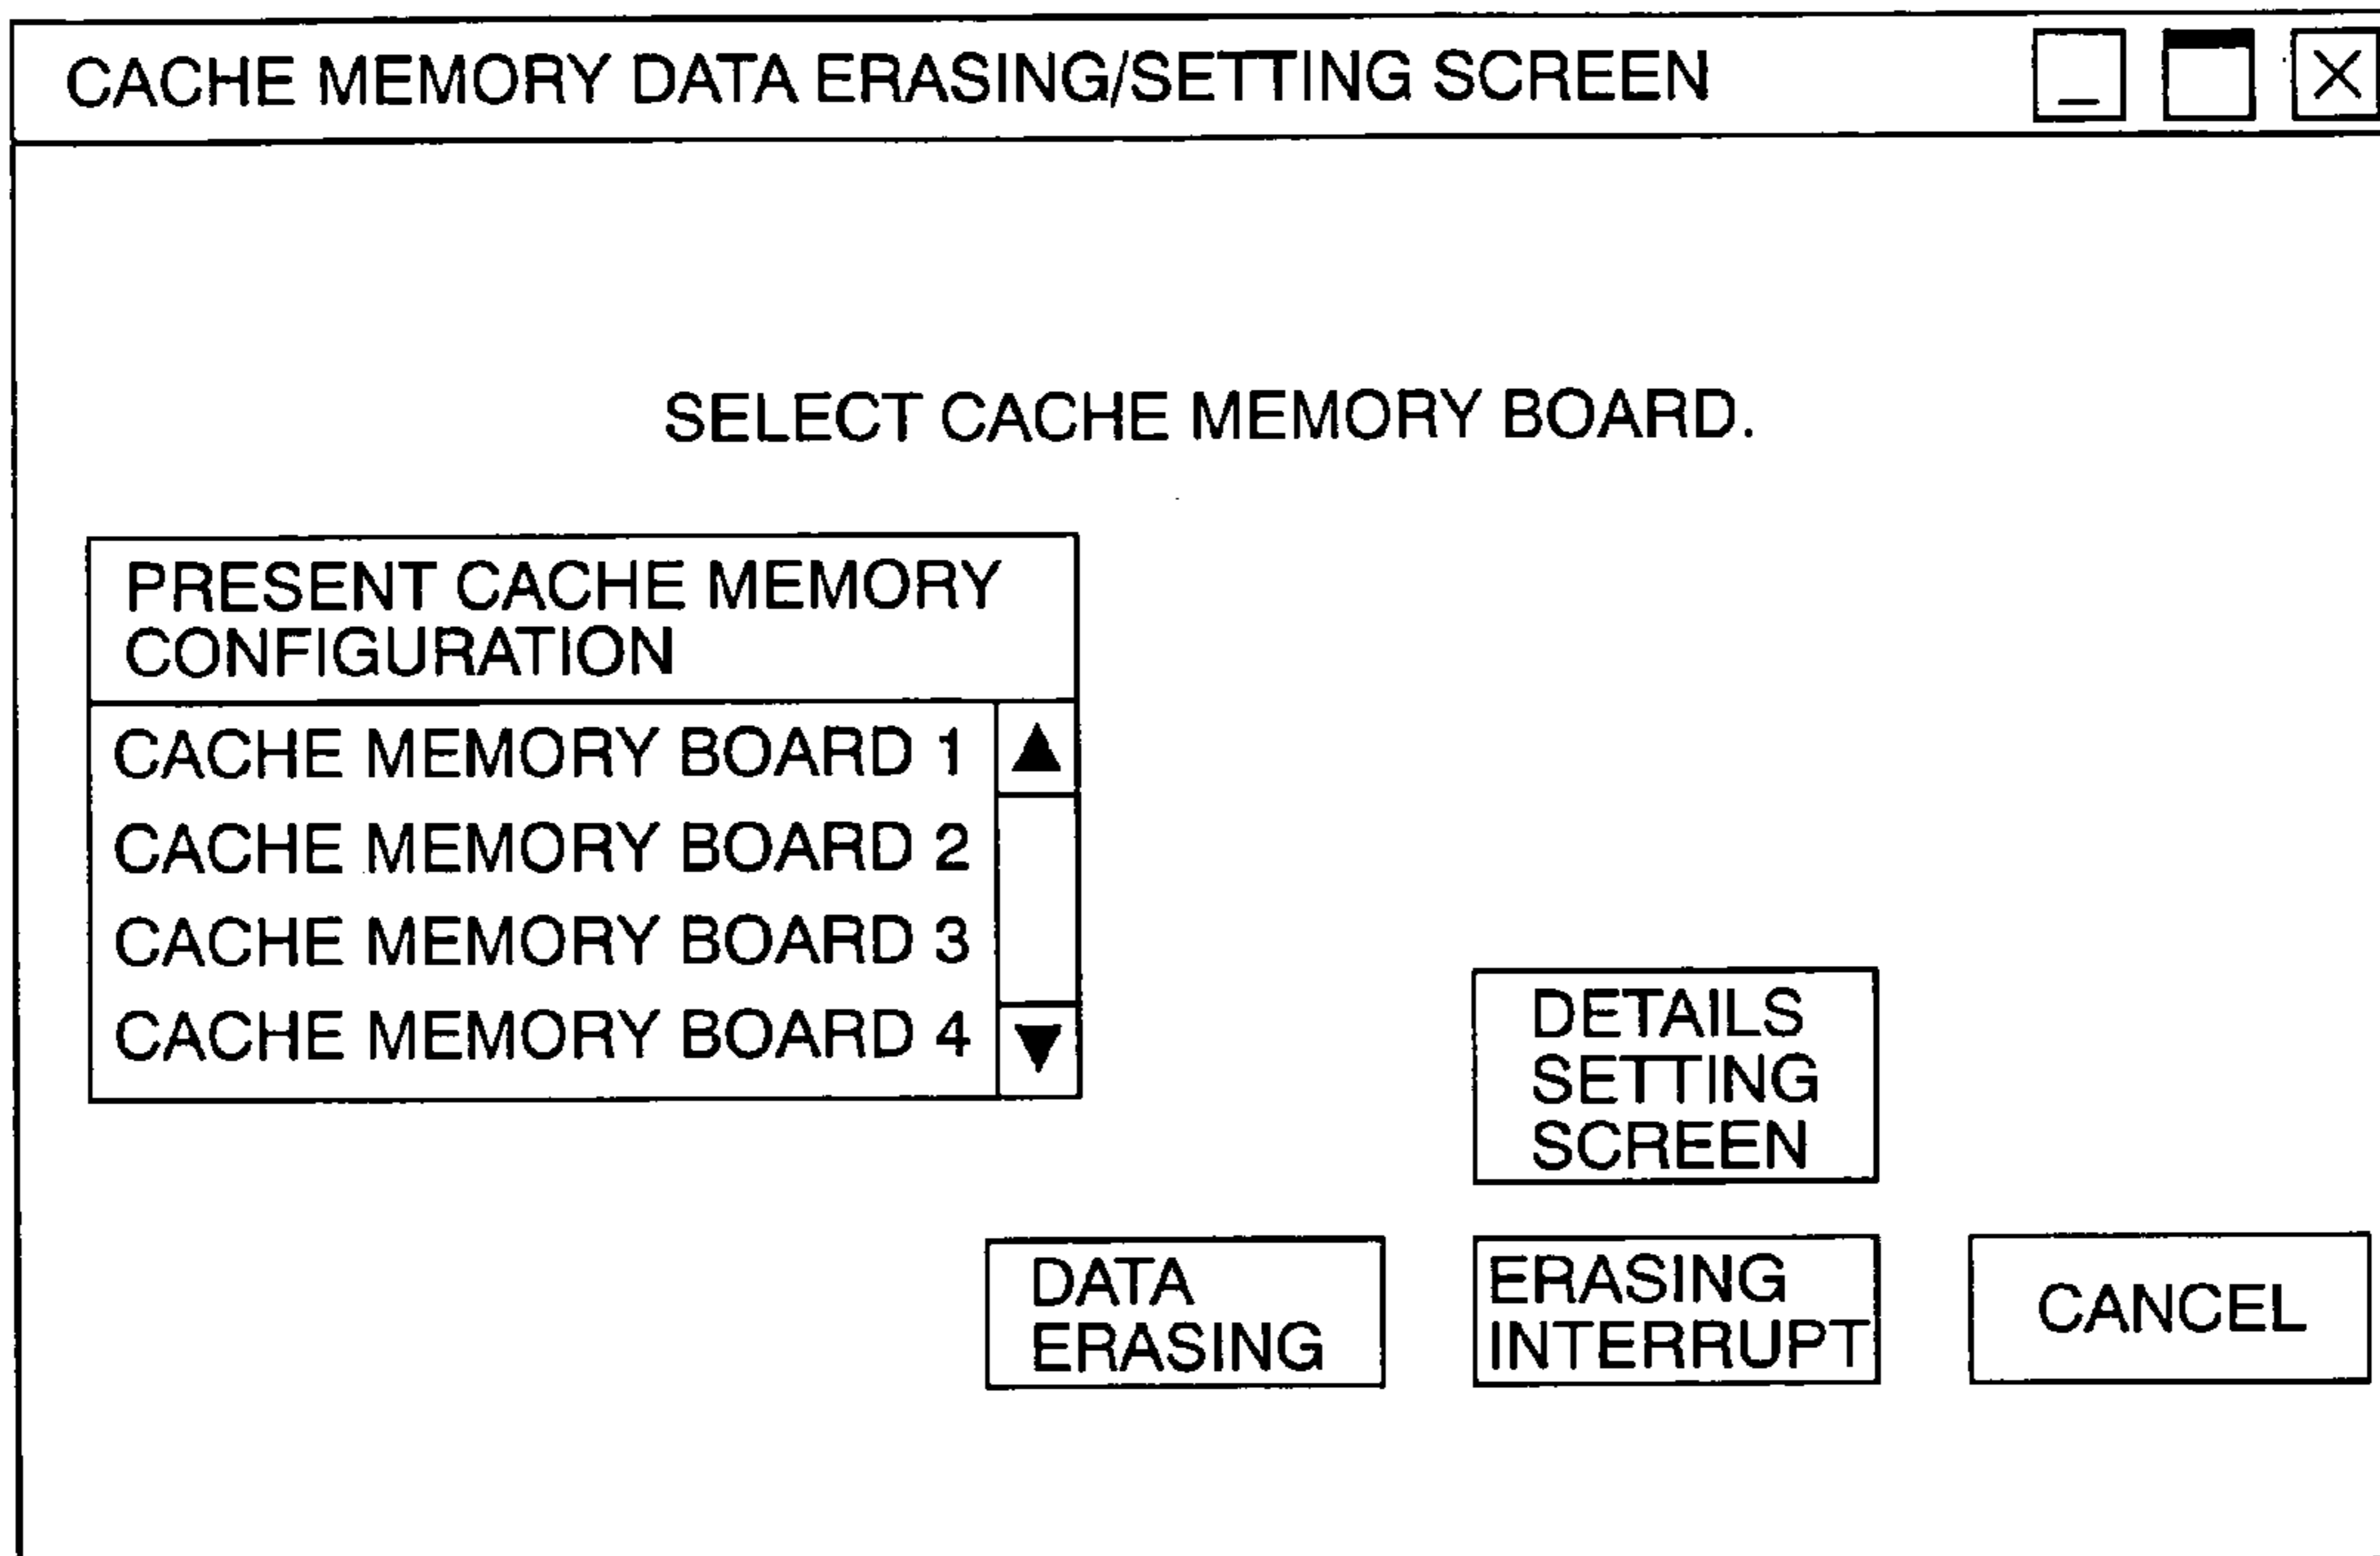 CACHE MEMORY DATA ERASING/SETTING SCREEN
SELECT CACHE MEMORY BOARD.
PRESENT CACHE MEMORY
CONFIGURATION
CACHE MEMORY BOARD 1
CACHE MEMORY BOARD 2
CACHE MEMORY BOARD 3
CACHE MEMORY BOARD 4
DETAILS
SETTING
SCREEN
DATA
ERASING
ERASING
INTERRUPT
CANCEL